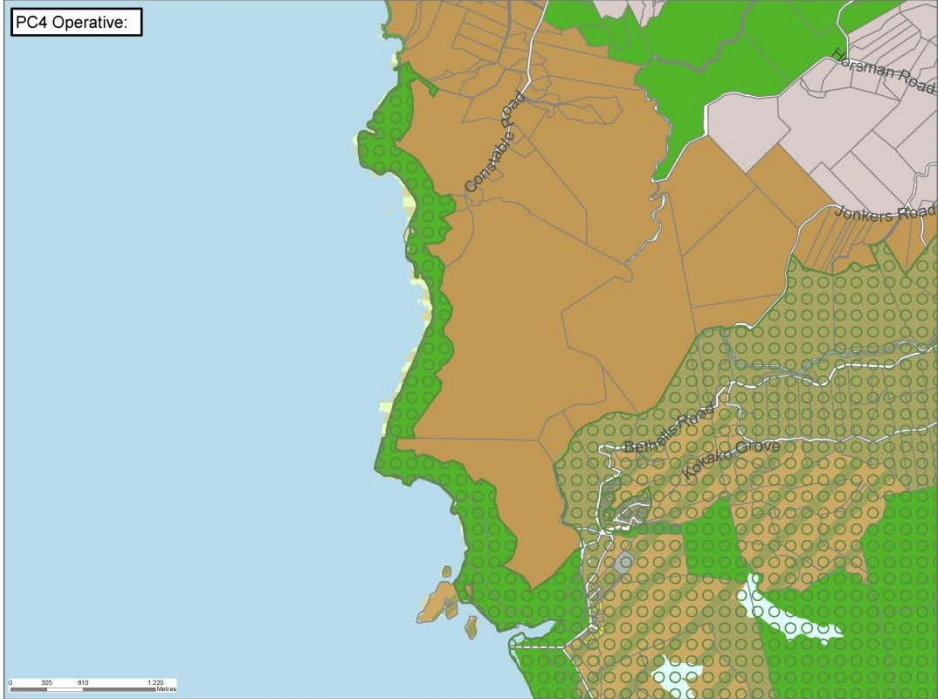 PC4 Operative:
Horsman Road
Constable Road
Jonkers Road
Bethells Road
Kokako Grove
0 305 610 1,220
Metres